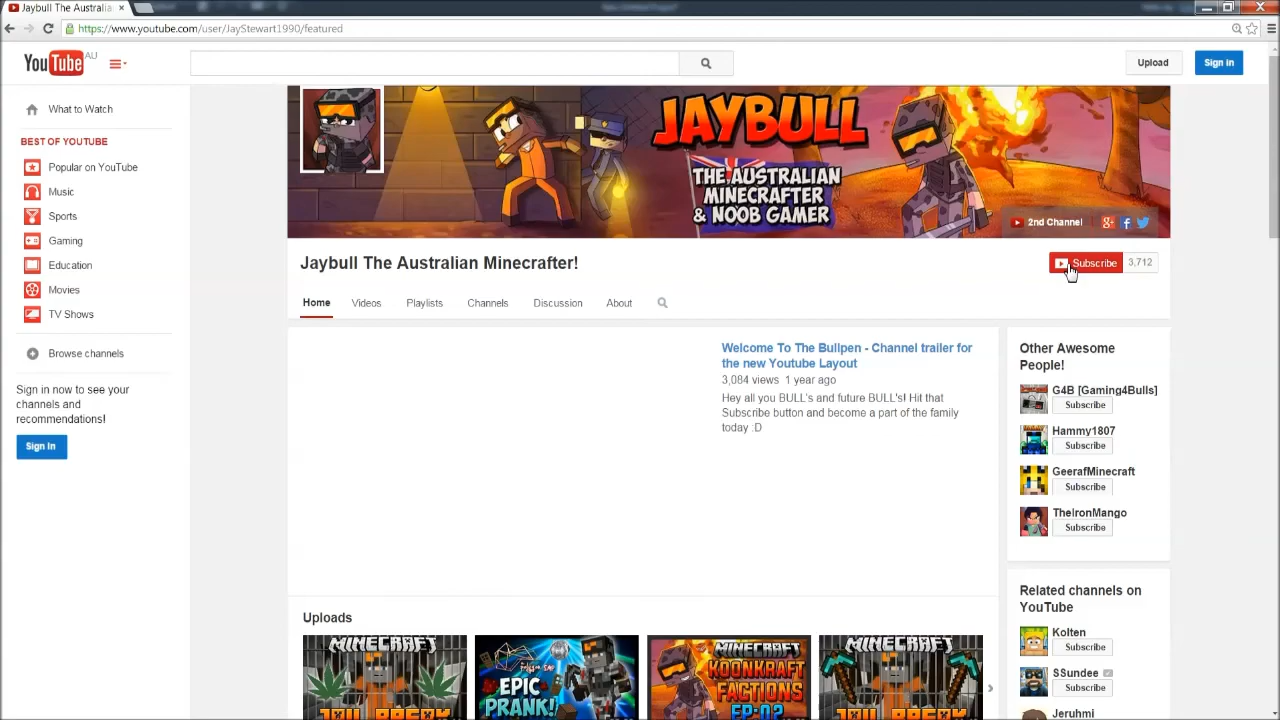 Jaybull The Australia
https://www.youtube.com/user/JayStewart1990/featured
YouTube AU
Upload
Sign in
What to Watch
BEST OF YOUTUBE
Popular on YouTube
Music
Sports
Gaming
Education
Movies
TV Shows
Browse channels
Sign in now to see your
channels and
recommendations!
Sign In
JAYBULL
THE AUSTRALIAN
MINECRAFTER
& NOOB GAMER
2nd Channel
Jaybull The Australian Minecrafter!
Subscribe 3,712
Home Videos Playlists Channels Discussion About
Welcome To The Bullpen - Channel trailer for
the new Youtube Layout
3,084 views 1 year ago
Hey all you BULL's and future BULL's! Hit that
Subscribe button and become a part of the family
today :D
Uploads
MINECRAFT
JAIL BREAK
EPIC
PRANK!
MINECRAFT
KOONKRAFT
FACTIONS
EP:02
MINECRAFT
JAIL BREAK
Other Awesome
People!
G4B [Gaming4Bulls]
Subscribe
Hammy1807
Subscribe
GeerafMinecraft
Subscribe
TheIronMango
Subscribe
Related channels on
YouTube
Kolten
Subscribe
SSundee
Subscribe
Jeruhmi